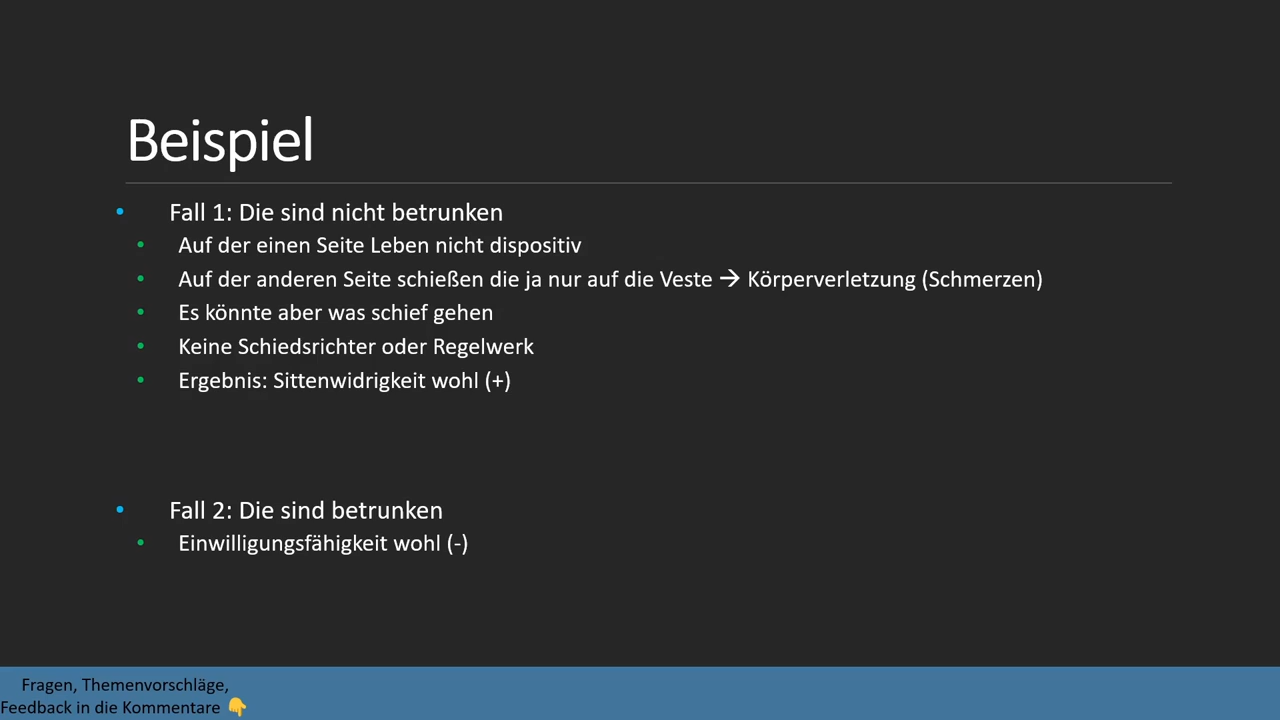 Beispiel
• Fall 1: Die sind nicht betrunken
• Auf der einen Seite Leben nicht dispositiv
• Auf der anderen Seite schießen die ja nur auf die Veste → Körperverletzung (Schmerzen)
• Es könnte aber was schief gehen
• Keine Schiedsrichter oder Regelwerk
• Ergebnis: Sittenwidrigkeit wohl (+)
• Fall 2: Die sind betrunken
• Einwilligungsfähigkeit wohl (-)
Fragen, Themenvorschläge,
Feedback in die Kommentare 👇